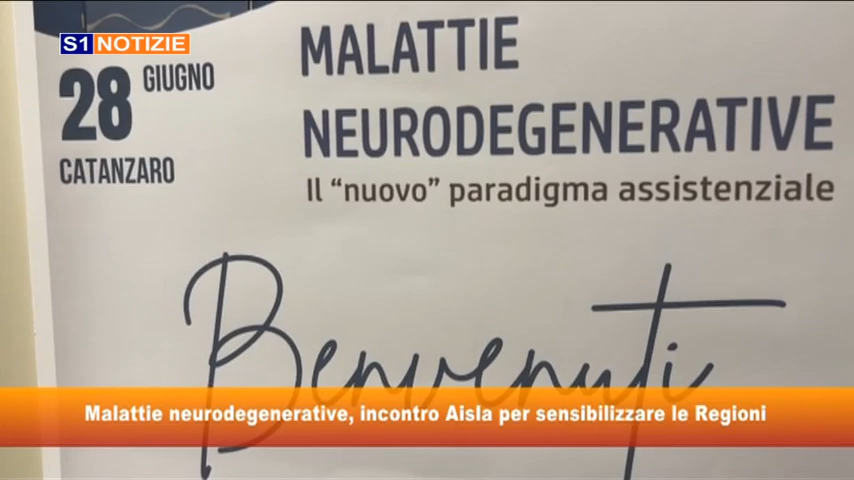 S1 NOTIZIE
28 GIUGNO
CATANZARO
MALATTIE
NEURODEGENERATIVE
Il “nuovo” paradigma assistenziale
Benvenuti
Malattie neurodegenerative, incontro Aisla per sensibilizzare le Regioni